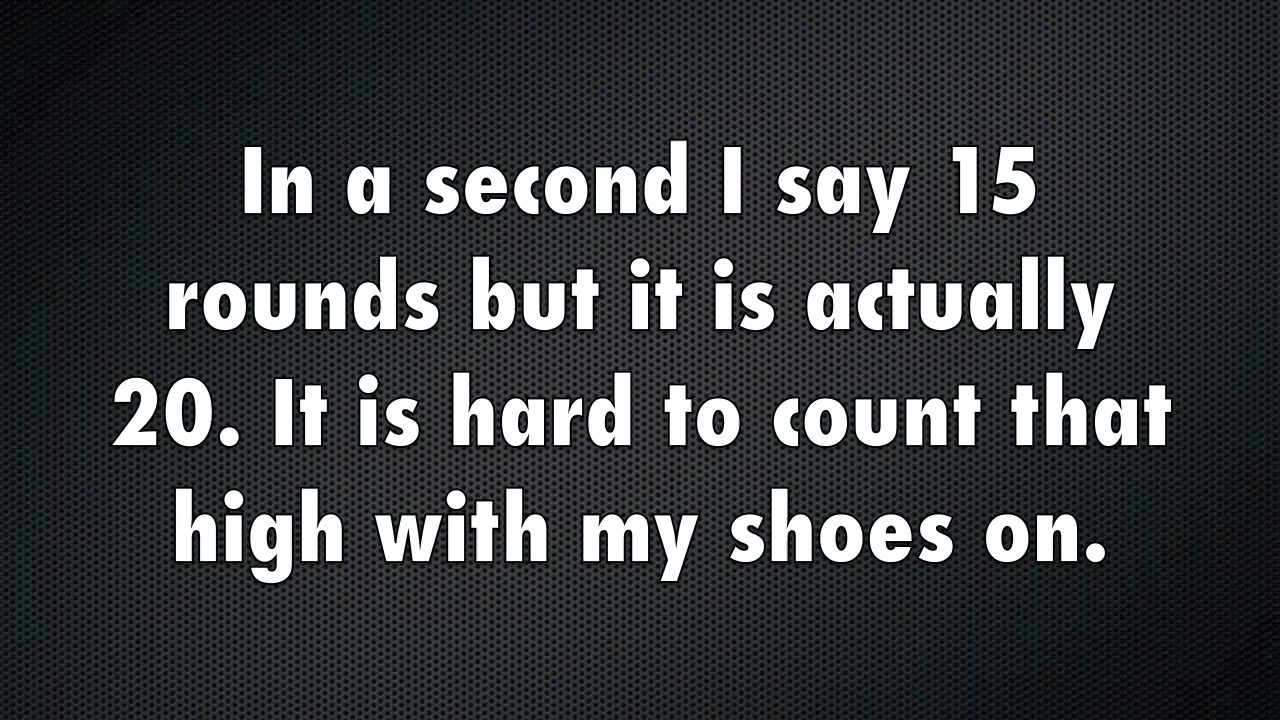 In a second I say 15
rounds but it is actually
20. It is hard to count that
high with my shoes on.